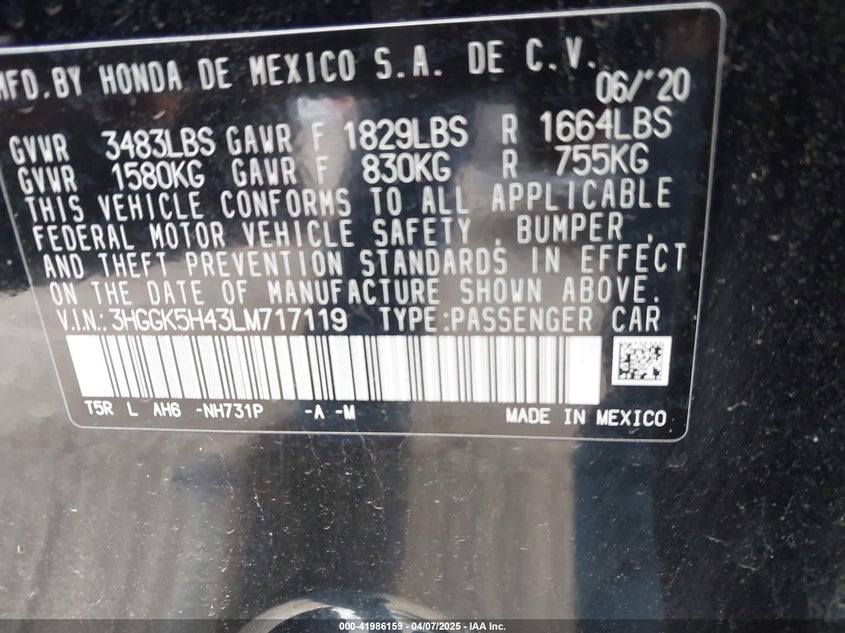 MFD.BY HONDA DE MEXICO S.A. DE C.V.
06/'20
GVWR 3483LBS GAWR F 1829LBS R 1664LBS
GVWR 1580KG GAWR F 830KG R 755KG
THIS VEHICLE CONFORMS TO ALL APPLICABLE
FEDERAL MOTOR VEHICLE SAFETY , BUMPER ,
AND THEFT PREVENTION STANDARDS IN EFFECT
ON THE DATE OF MANUFACTURE SHOWN ABOVE.
V.I.N.:3HGGK5H43LM717119 TYPE:PASSENGER CAR
T5R L AH6 -NH731P -A -M MADE IN MEXICO
000-41986159 - 04/07/2025 - IAA Inc.